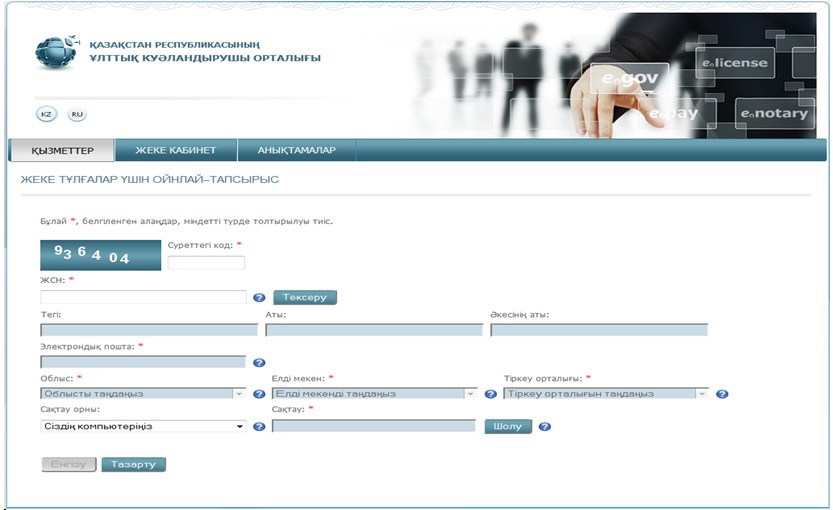 ҚАЗАҚСТАН РЕСПУБЛИКАСЫНЫҢ
ҰЛТТЫҚ КУӘЛАНДЫРУШЫ ОРТАЛЫҒЫ
KZ RU
e-gov
e-license
e-pay
e-notary
ҚЫЗМЕТТЕР ЖЕКЕ КАБИНЕТ АНЫҚТАМАЛАР
ЖЕКЕ ТҰЛҒАЛАР ҮШІН ОЙНЛАЙ–ТАПСЫРЫС
Бұлай *, белгіленген алаңдар, міндетті түрде толтырылуы тиіс.
936404 Суреттегі код: *
ЖСН: *
? Тексеру
Тегі: Аты: Әкесінің аты:
Электрондық пошта: *
?
Облыс: * Елді мекен: * Тіркеу орталығы: *
Облысты таңдаңыз ? Елді мекенді таңдаңыз ? Тіркеу орталығын таңдаңыз ?
Сақтау орны: Сақтау: *
Сіздің компьютеріңіз ? Шолу ?
Енгізу Тазарту